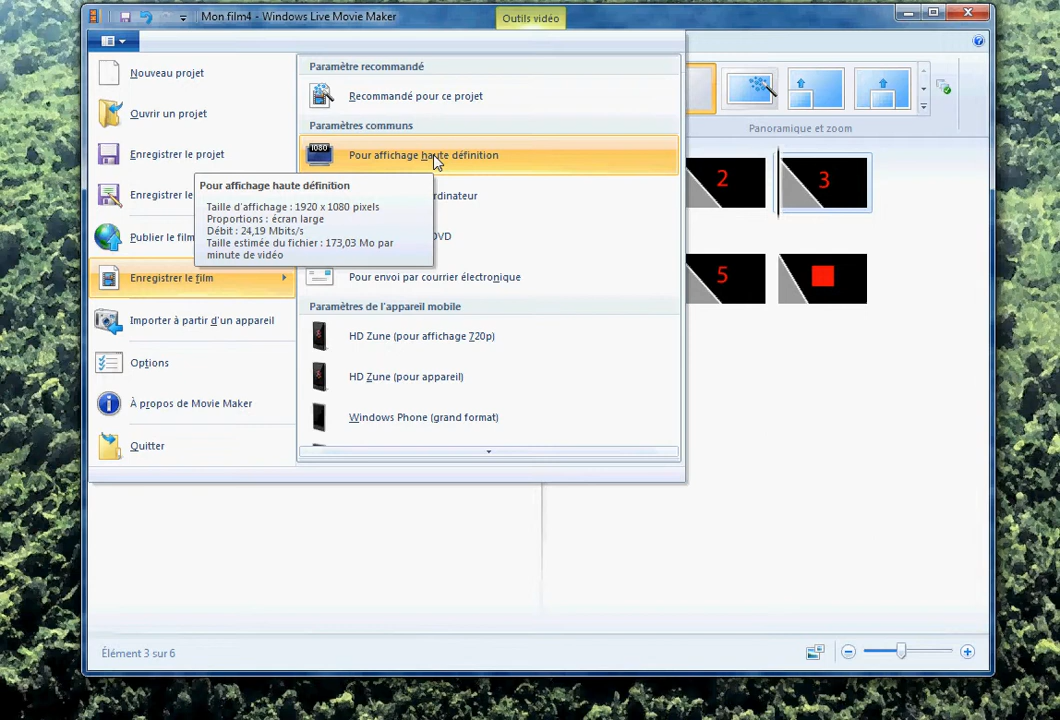 Mon film4 - Windows Live Movie Maker
Outils vidéo
Nouveau projet
Ouvrir un projet
Enregistrer le projet
Enregistrer le
Publier le film
Enregistrer le film
Importer à partir d'un appareil
Options
À propos de Movie Maker
Quitter
Paramètre recommandé
Recommandé pour ce projet
Paramètres communs
1080
Pour affichage haute définition
Pour affichage haute définition
Taille d'affichage : 1920 x 1080 pixels
Proportions : écran large
Débit : 24,19 Mbits/s
Taille estimée du fichier : 173,03 Mo par
minute de vidéo
rdinateur
DVD
Pour envoi par courrier électronique
Paramètres de l'appareil mobile
HD Zune (pour affichage 720p)
HD Zune (pour appareil)
Windows Phone (grand format)
Panoramique et zoom
2
3
5
Élément 3 sur 6